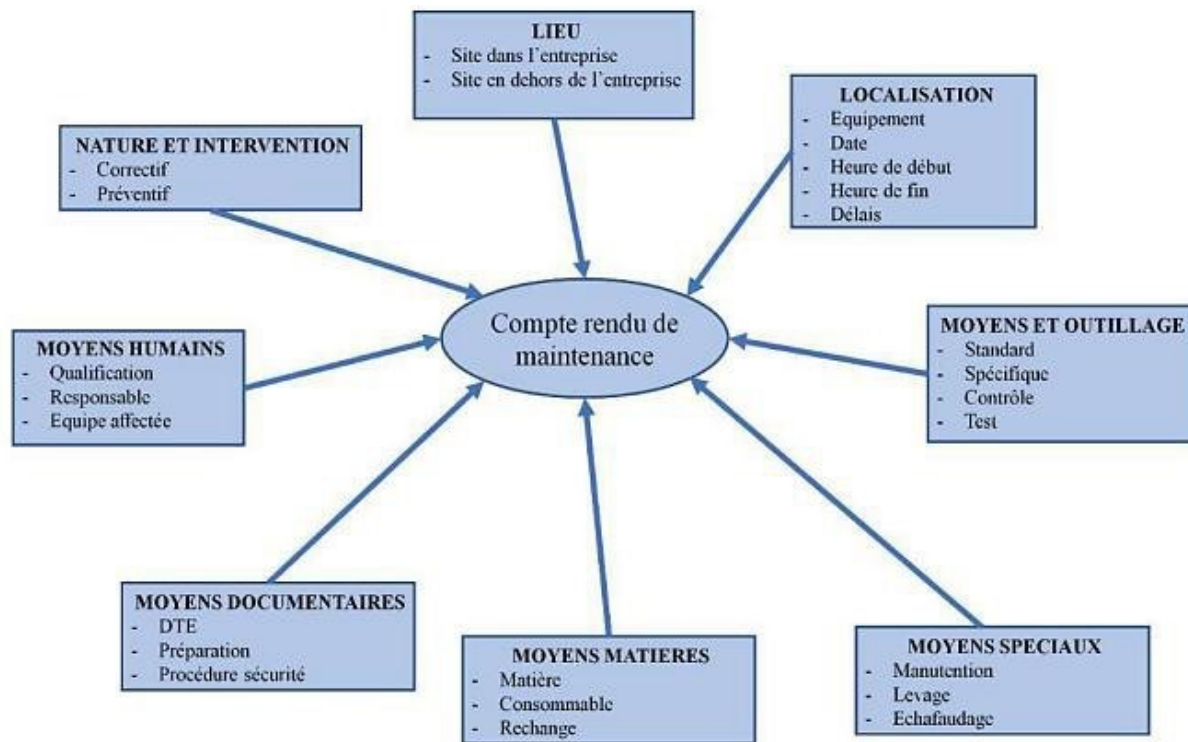 LIEU
- Site dans l'entreprise
- Site en dehors de l'entreprise
LOCALISATION
- Equipement
- Date
- Heure de début
- Heure de fin
- Délais
NATURE ET INTERVENTION
- Correctif
- Préventif
Compte rendu de
maintenance
MOYENS HUMAINS
- Qualification
- Responsable
- Equipe affectée
MOYENS ET OUTILLAGE
- Standard
- Spécifique
- Contrôle
- Test
MOYENS DOCUMENTAIRES
- DTE
- Préparation
- Procédure sécurité
MOYENS MATIERES
- Matière
- Consommable
- Rechange
MOYENS SPECIAUX
- Manutention
- Levage
- Echafaudage